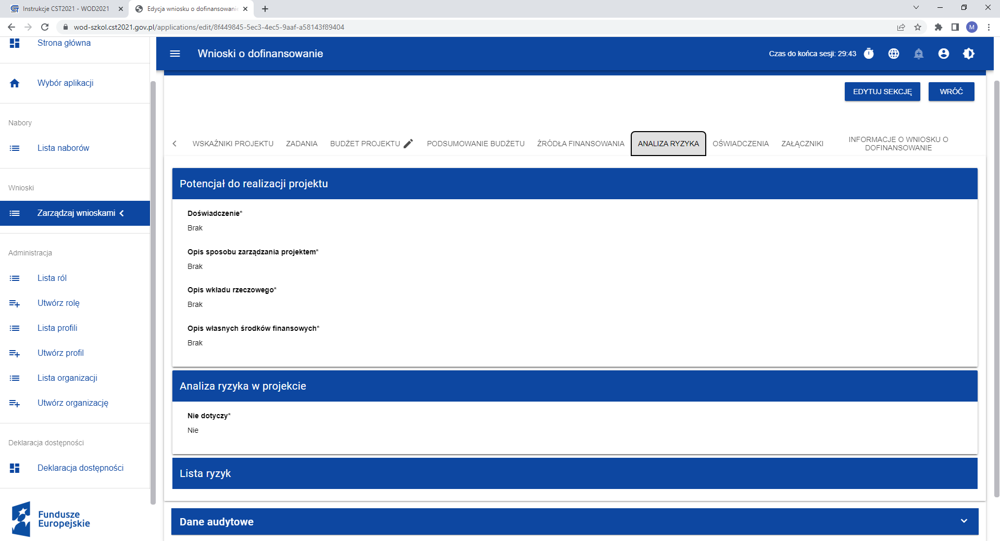 Instrukcje CST2021 - WOD2021
Edycja wniosku o dofinansowanie
wod-szkol.cst2021.gov.pl/applications/edit/8f449845-5ec3-4ec5-9aaf-a58143f89404
M
Strona główna
Wybór aplikacji
Nabory
Lista naborów
Wnioski
Zarządzaj wnioskami
Administracja
Lista ról
Utwórz rolę
Lista profili
Utwórz profil
Lista organizacji
Utwórz organizację
Deklaracja dostępności
Deklaracja dostępności
Fundusze
Europejskie
Wnioski o dofinansowanie
Czas do końca sesji: 29:43
EDYTUJ SEKCJĘ
WRÓĆ
WSKAŹNIKI PROJEKTU
ZADANIA
BUDŻET PROJEKTU
PODSUMOWANIE BUDŻETU
ŹRÓDŁA FINANSOWANIA
ANALIZA RYZYKA
OŚWIADCZENIA
ZAŁĄCZNIKI
INFORMACJE O WNIOSKU O
DOFINANSOWANIE
Potencjał do realizacji projektu
Doświadczenie*
Brak
Opis sposobu zarządzania projektem*
Brak
Opis wkładu rzeczowego*
Brak
Opis własnych środków finansowych*
Brak
Analiza ryzyka w projekcie
Nie dotyczy*
Nie
Lista ryzyk
Dane audytowe